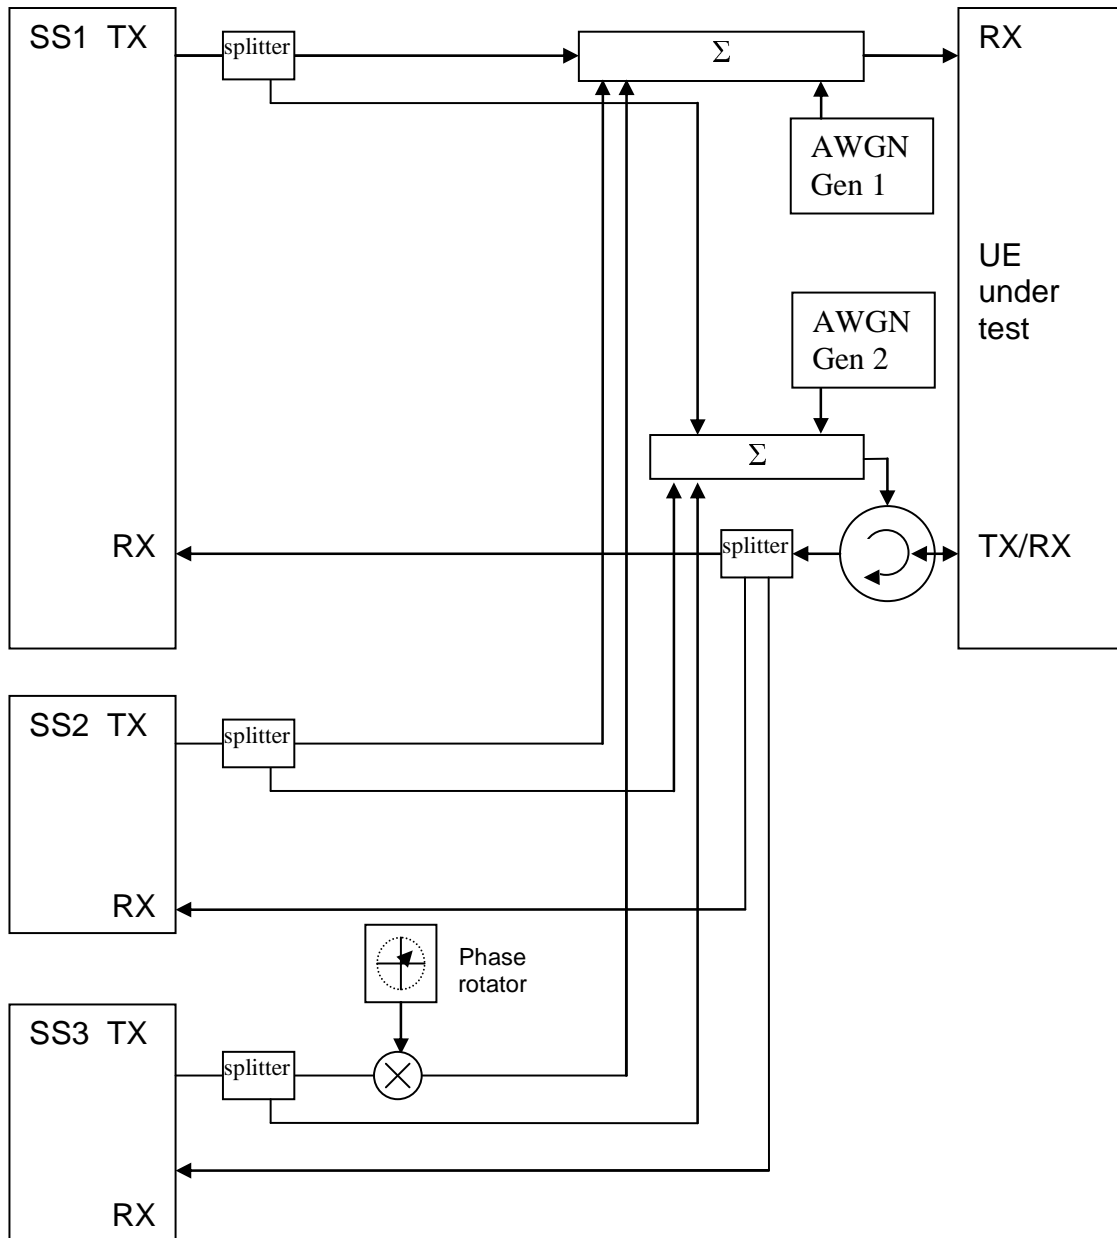 SS1 TX
splitter
Σ
RX
AWGN
Gen 1
UE
under
test
AWGN
Gen 2
Σ
RX
splitter
TX/RX
SS2 TX
splitter
RX
Phase
rotator
SS3 TX
splitter
RX